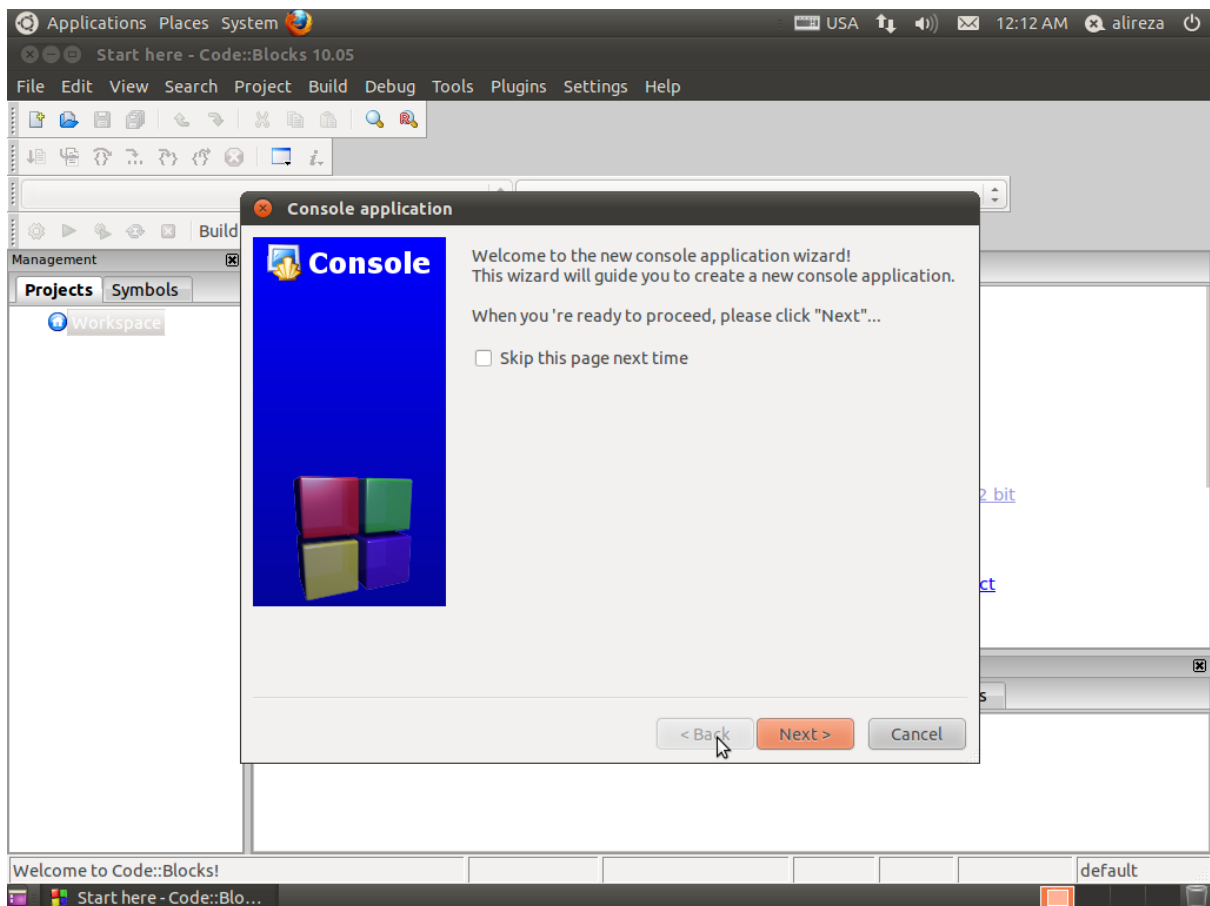 Applications Places System USA 12:12 AM alireza
Start here - Code::Blocks 10.05
File Edit View Search Project Build Debug Tools Plugins Settings Help
Build
Management
Projects Symbols
Workspace
Console application
Console
Welcome to the new console application wizard!
This wizard will guide you to create a new console application.
When you 're ready to proceed, please click "Next"...
Skip this page next time
2 bit
ct
s
< Back Next > Cancel
Welcome to Code::Blocks! default
Start here - Code::Blo...